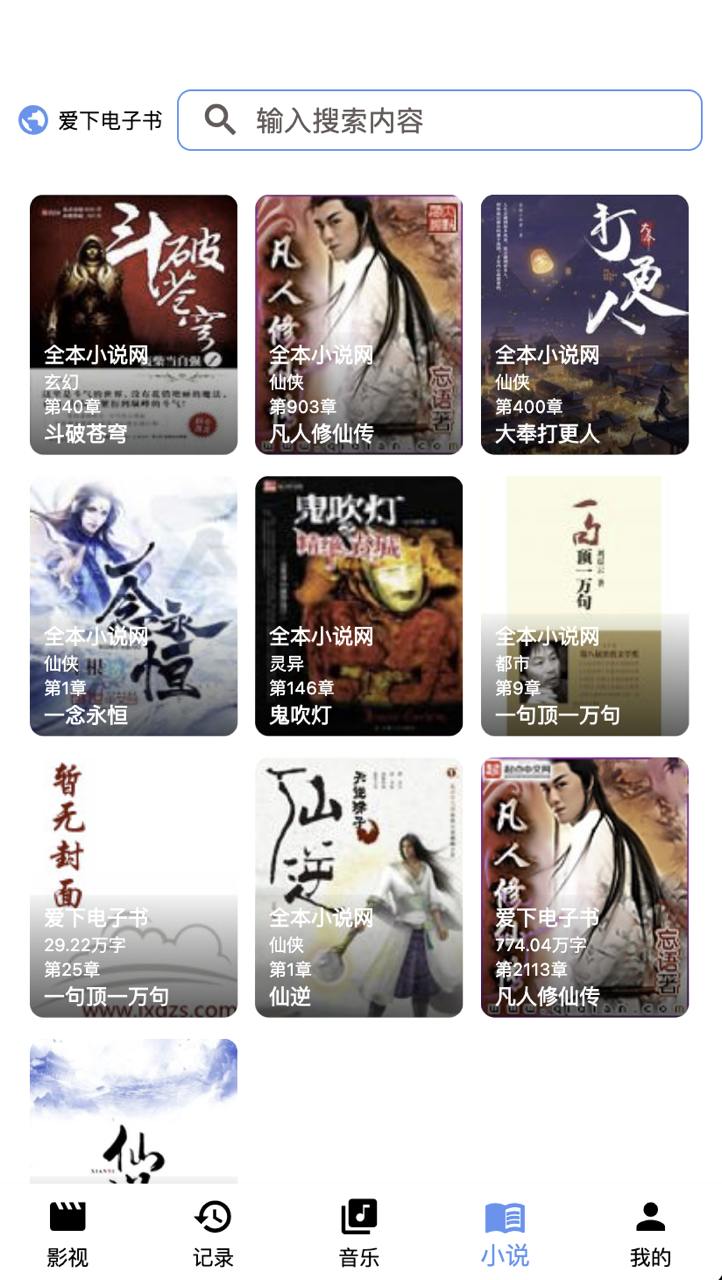 爱下电子书
输入搜索内容
斗破苍穹
全本小说网
玄幻
第40章
斗破苍穹
凡人修
忘语著
全本小说网
仙侠
第903章
凡人修仙传
打更人
全本小说网
仙侠
第400章
大奉打更人
一念永恒
全本小说网
仙侠
第1章
一念永恒
鬼吹灯
精绝古城
全本小说网
灵异
第146章
鬼吹灯
一句顶一万句
全本小说网
都市
第9章
一句顶一万句
暂无封面
爱下电子书
29.22万字
第25章
一句顶一万句
www.ixdzs.com
仙逆
全本小说网
仙侠
第1章
仙逆
起点中文网
凡人修
忘语著
爱下电子书
774.04万字
第2113章
凡人修仙传
仙
影视
记录
音乐
小说
我的